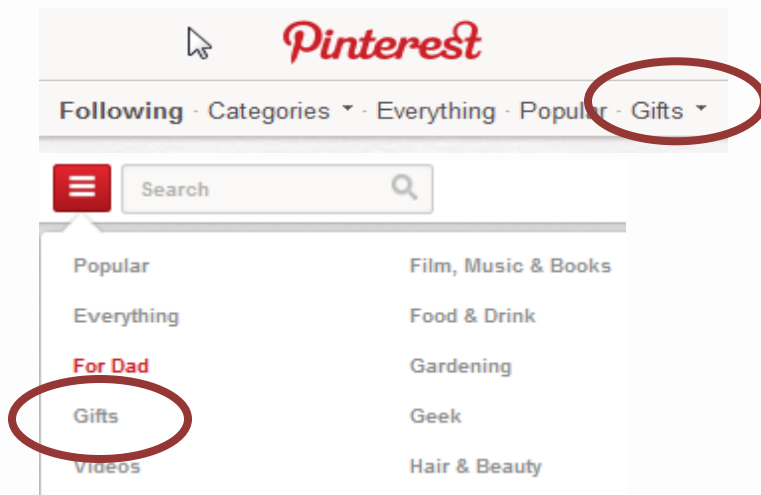 Pinterest
Following · Categories · Everything · Popular · Gifts
Search
Popular
Film, Music & Books
Everything
Food & Drink
For Dad
Gardening
Gifts
Geek
Videos
Hair & Beauty